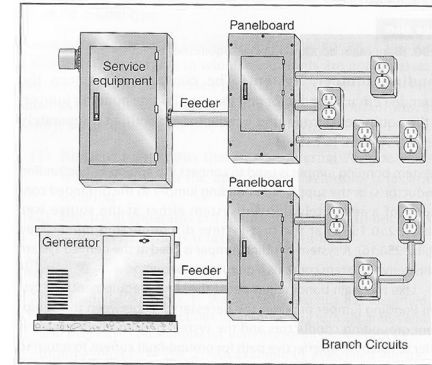 Panelboard
Service
equipment
Feeder
Panelboard
Generator
Feeder
Branch Circuits